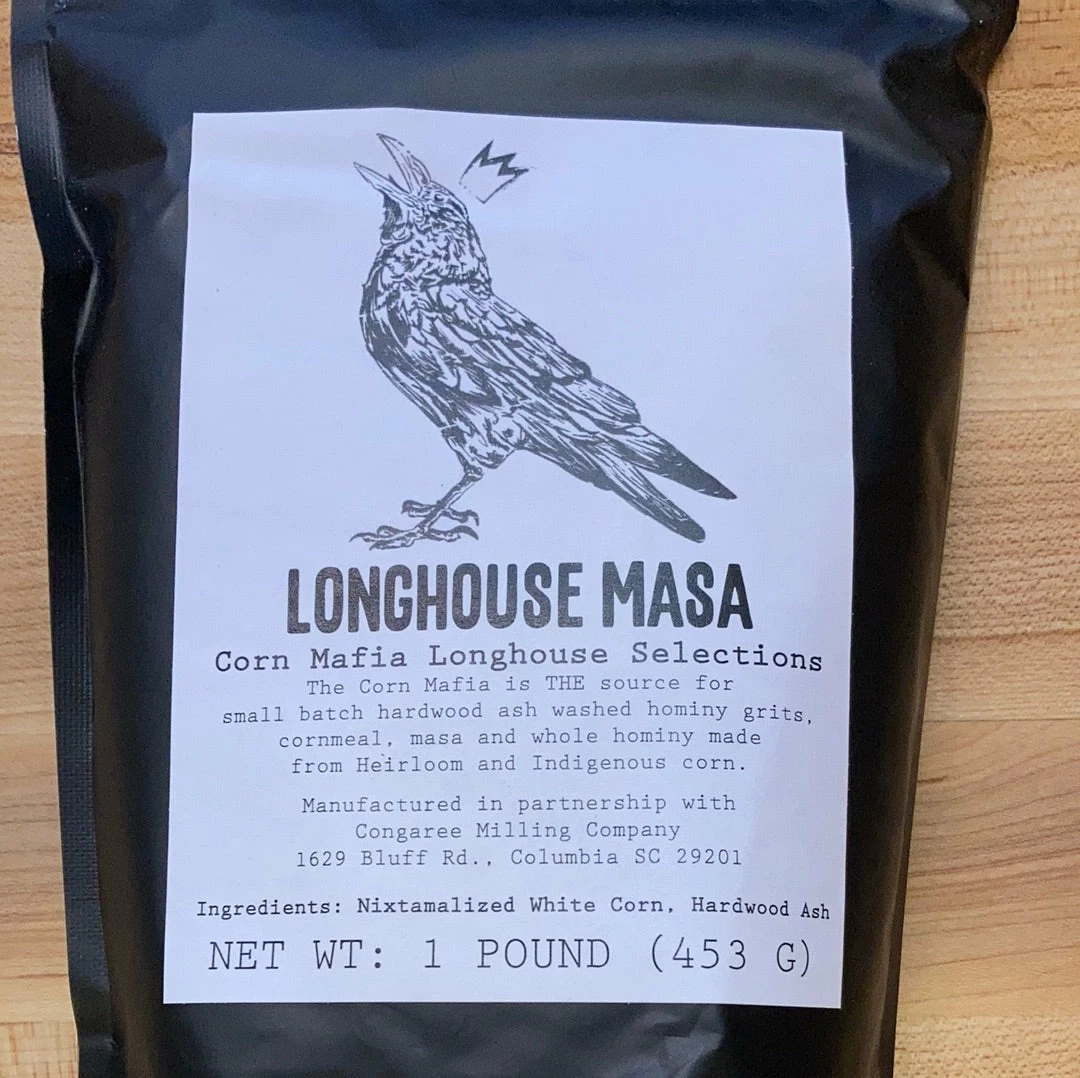 LONGHOUSE MASA
Corn Mafia Longhouse Selections
The Corn Mafia is THE source for
small batch hardwood ash washed hominy grits,
cornmeal, masa and whole hominy made
from Heirloom and Indigenous corn.
Manufactured in partnership with
Congaree Milling Company
1629 Bluff Rd., Columbia SC 29201
Ingredients: Nixtamalized White Corn, Hardwood Ash
NET WT: 1 POUND (453 G)